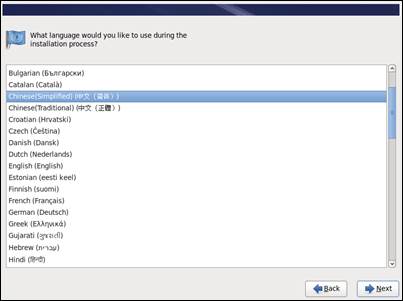 What language would you like to use during the
installation process?
Bulgarian (Български)
Catalan (Català)
Chinese(Simplified) (中文（简体）)
Chinese(Traditional) (中文（正體）)
Croatian (Hrvatski)
Czech (Čeština)
Danish (Dansk)
Dutch (Nederlands)
English (English)
Estonian (eesti keel)
Finnish (suomi)
French (Français)
German (Deutsch)
Greek (Ελληνικά)
Gujarati (ગુજરાતી)
Hebrew (עברית)
Hindi (हिन्दी)
Back
Next